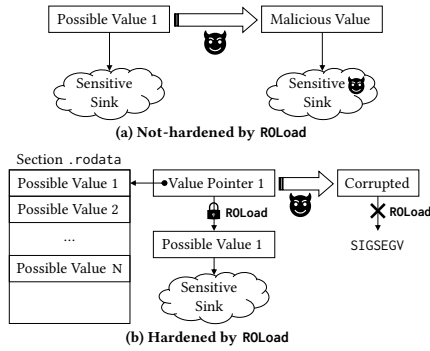 Possible Value 1
Malicious Value
Sensitive
Sink
Sensitive
Sink
(a) Not-hardened by ROLoad
Section .rodata
Possible Value 1
Value Pointer 1
Corrupted
Possible Value 2
ROLoad
ROLoad
...
Possible Value 1
SIGSEGV
Possible Value N
Sensitive
Sink
(b) Hardened by ROLoad